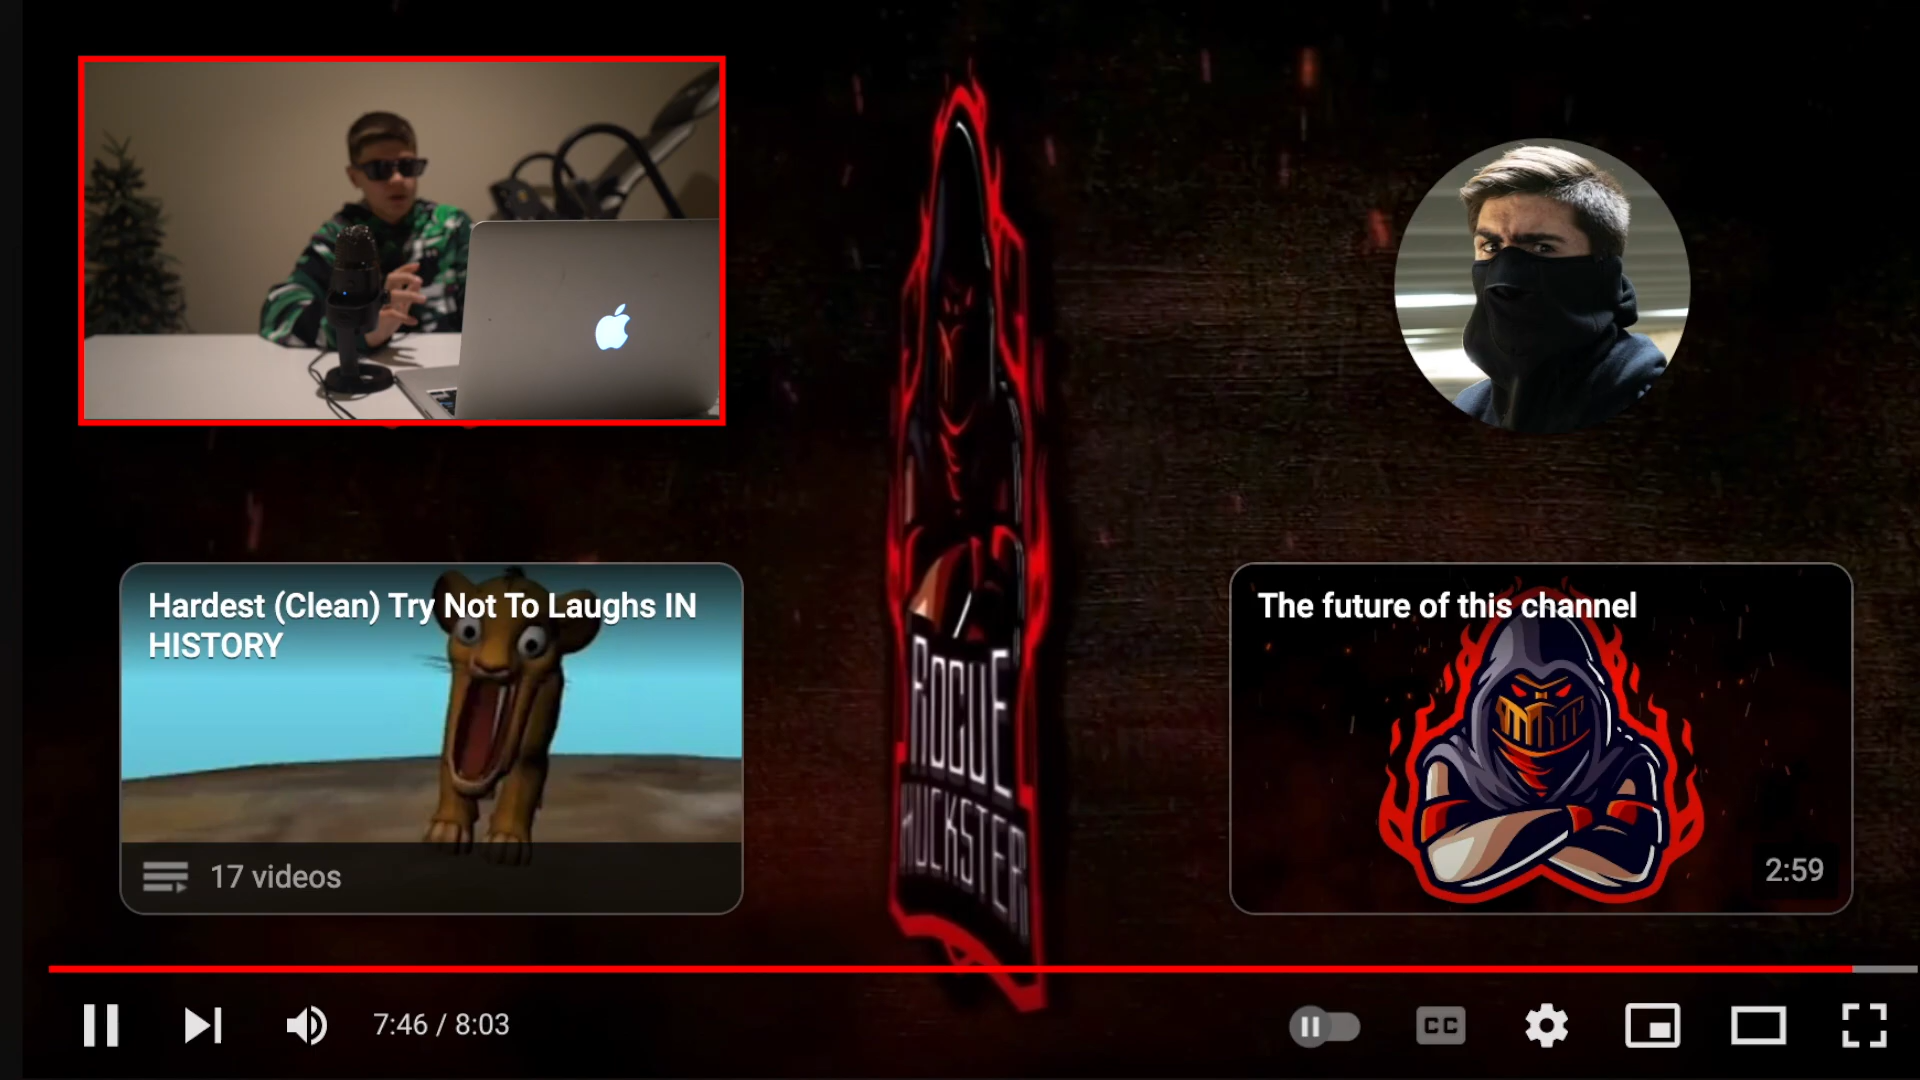 Hardest (Clean) Try Not To Laughs IN
HISTORY
17 videos
The future of this channel
2:59
ROGUE
HUCKSTER
7:46 / 8:03
CC